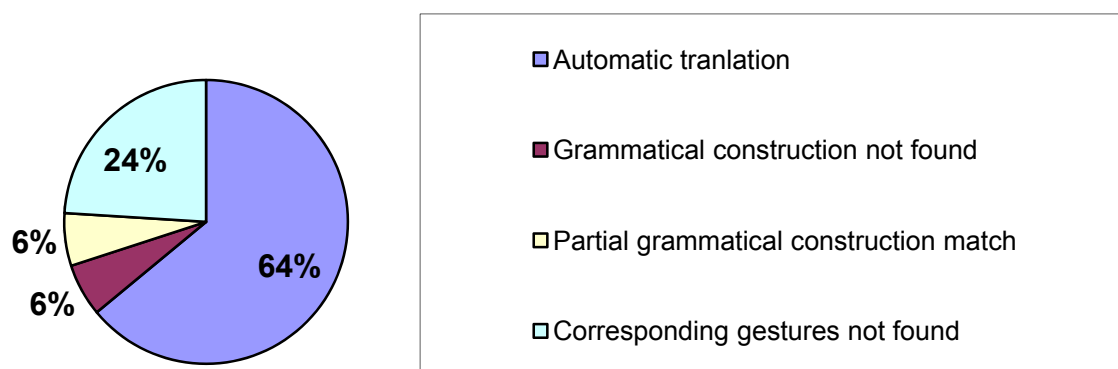 24%
6%
6%
64%
Automatic tranlation
Grammatical construction not found
Partial grammatical construction match
Corresponding gestures not found